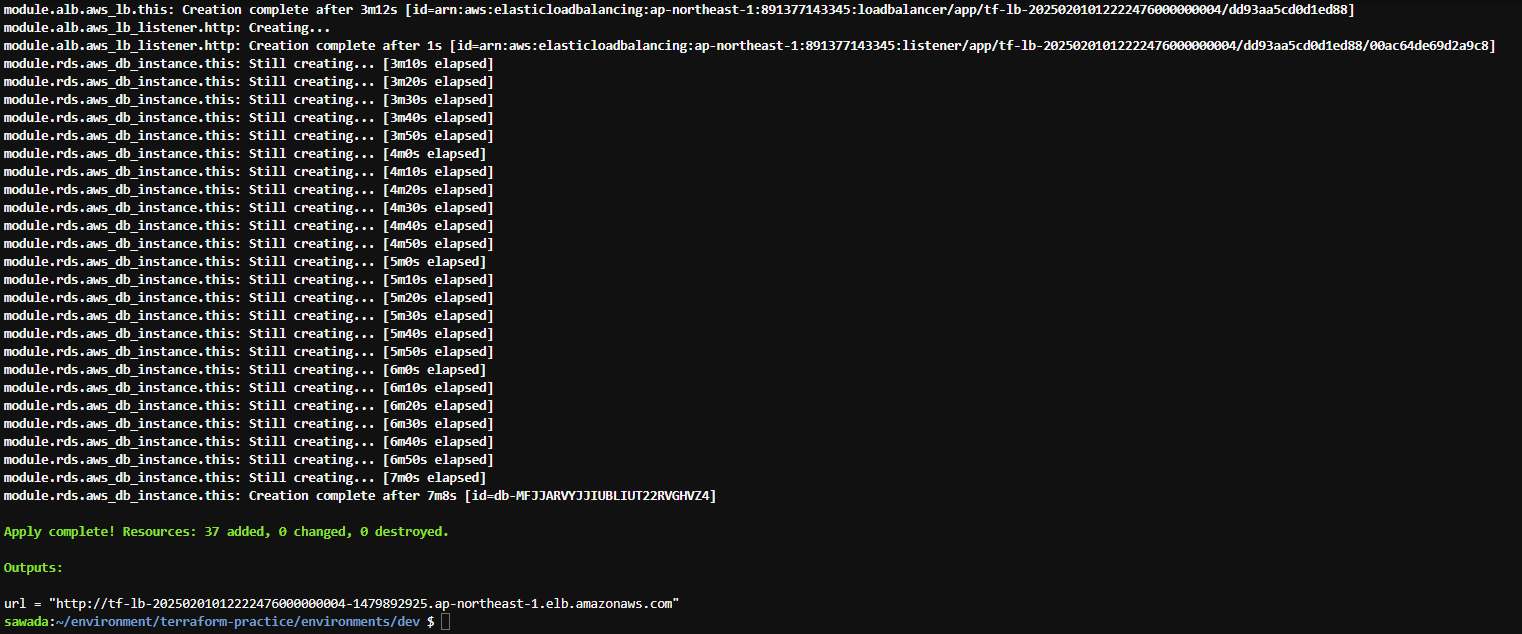 module.alb.aws_lb.this: Creation complete after 3m12s [id=arn:aws:elasticloadbalancing:ap-northeast-1:891377143345:loadbalancer/app/tf-lb-20250201012222476000000004/dd93aa5cd0d1ed88]
module.alb.aws_lb_listener.http: Creating...
module.alb.aws_lb_listener.http: Creation complete after 1s [id=arn:aws:elasticloadbalancing:ap-northeast-1:891377143345:listener/app/tf-lb-20250201012222476000000004/dd93aa5cd0d1ed88/00ac64de69d2a9c8]
module.rds.aws_db_instance.this: Still creating... [3m10s elapsed]
module.rds.aws_db_instance.this: Still creating... [3m20s elapsed]
module.rds.aws_db_instance.this: Still creating... [3m30s elapsed]
module.rds.aws_db_instance.this: Still creating... [3m40s elapsed]
module.rds.aws_db_instance.this: Still creating... [3m50s elapsed]
module.rds.aws_db_instance.this: Still creating... [4m0s elapsed]
module.rds.aws_db_instance.this: Still creating... [4m10s elapsed]
module.rds.aws_db_instance.this: Still creating... [4m20s elapsed]
module.rds.aws_db_instance.this: Still creating... [4m30s elapsed]
module.rds.aws_db_instance.this: Still creating... [4m40s elapsed]
module.rds.aws_db_instance.this: Still creating... [4m50s elapsed]
module.rds.aws_db_instance.this: Still creating... [5m0s elapsed]
module.rds.aws_db_instance.this: Still creating... [5m10s elapsed]
module.rds.aws_db_instance.this: Still creating... [5m20s elapsed]
module.rds.aws_db_instance.this: Still creating... [5m30s elapsed]
module.rds.aws_db_instance.this: Still creating... [5m40s elapsed]
module.rds.aws_db_instance.this: Still creating... [5m50s elapsed]
module.rds.aws_db_instance.this: Still creating... [6m0s elapsed]
module.rds.aws_db_instance.this: Still creating... [6m10s elapsed]
module.rds.aws_db_instance.this: Still creating... [6m20s elapsed]
module.rds.aws_db_instance.this: Still creating... [6m30s elapsed]
module.rds.aws_db_instance.this: Still creating... [6m40s elapsed]
module.rds.aws_db_instance.this: Still creating... [6m50s elapsed]
module.rds.aws_db_instance.this: Still creating... [7m0s elapsed]
module.rds.aws_db_instance.this: Creation complete after 7m8s [id=db-MFJJARVYJJIUBLIUT22RVGHVZ4]
Apply complete! Resources: 37 added, 0 changed, 0 destroyed.
Outputs:
url = "http://tf-lb-20250201012222476000000004-1479892925.ap-northeast-1.elb.amazonaws.com"
sawada:~/environment/terraform-practice/environments/dev $